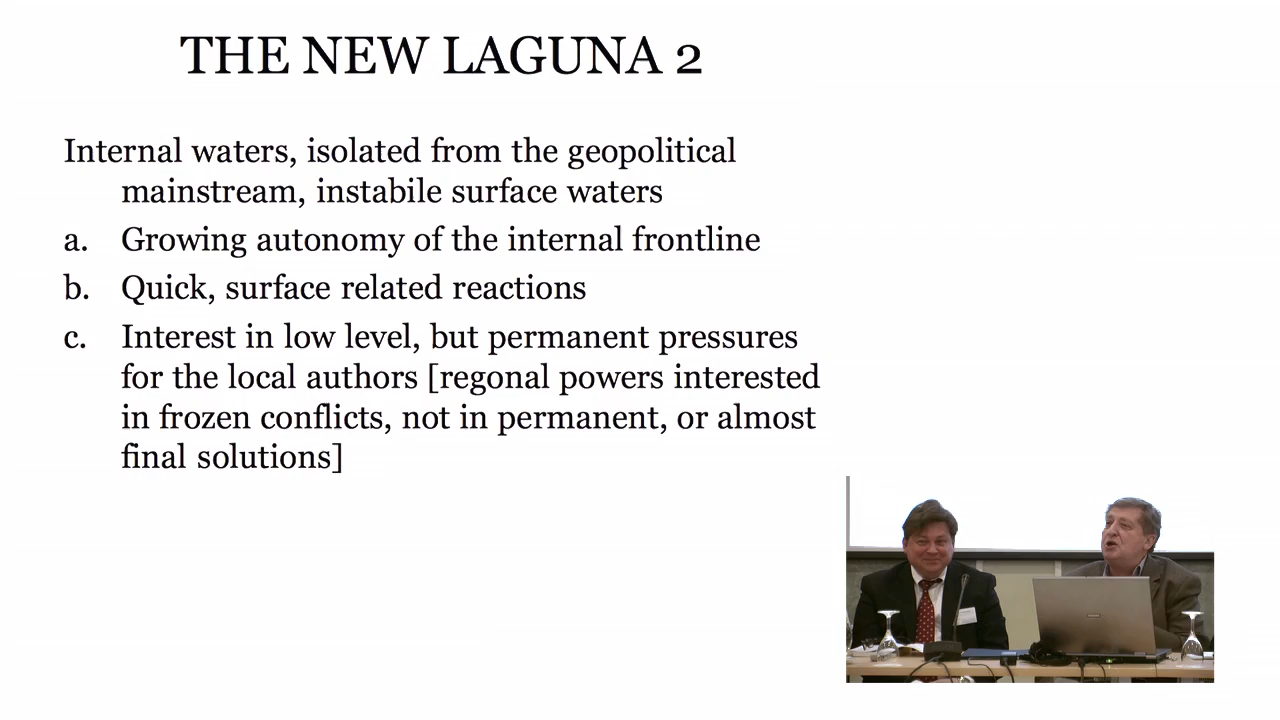 THE NEW LAGUNA 2
Internal waters, isolated from the geopolitical
mainstream, instabile surface waters
a. Growing autonomy of the internal frontline
b. Quick, surface related reactions
c. Interest in low level, but permanent pressures
for the local authors [regonal powers interested
in frozen conflicts, not in permanent, or almost
final solutions]